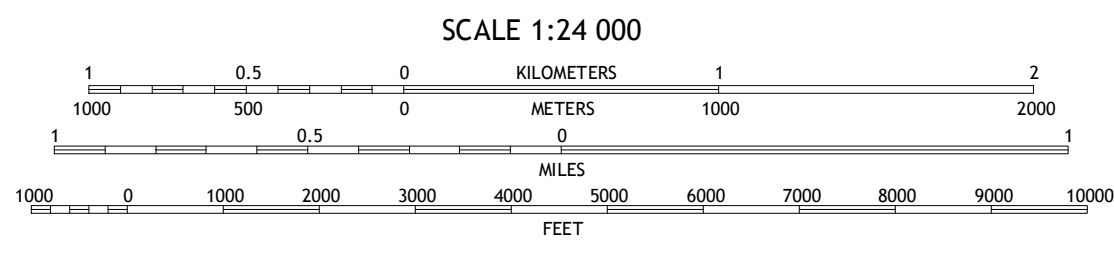 SCALE 1:24 000
1 0.5 0 KILOMETERS 1 2
1000 500 0 METERS 1000 2000
1 0.5 0 1
MILES
1000 0 1000 2000 3000 4000 5000 6000 7000 8000 9000 10000
FEET